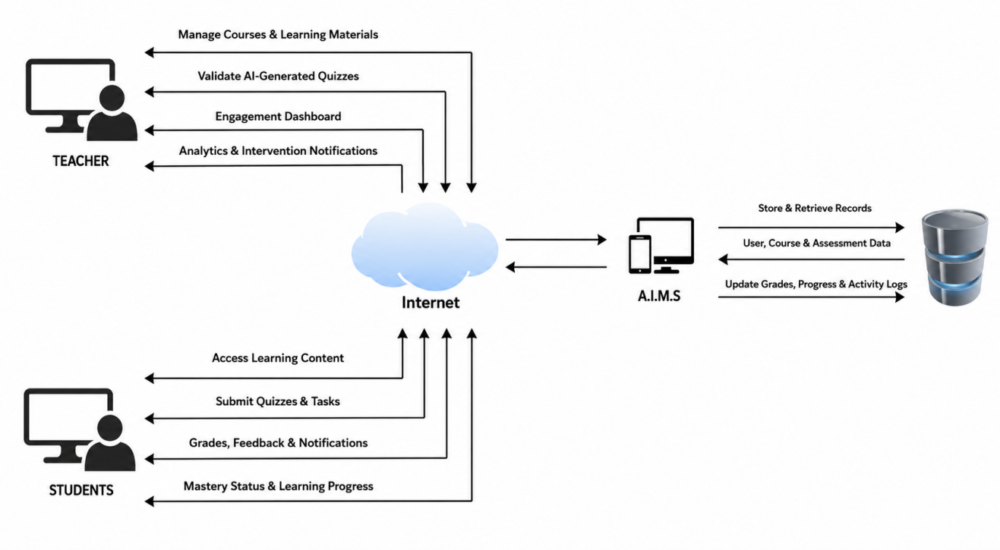 Manage Courses & Learning Materials
Validate AI-Generated Quizzes
Engagement Dashboard
Analytics & Intervention Notifications
TEACHER
Internet
Store & Retrieve Records
User, Course & Assessment Data
Update Grades, Progress & Activity Logs
A.I.M.S
Access Learning Content
Submit Quizzes & Tasks
Grades, Feedback & Notifications
Mastery Status & Learning Progress
STUDENTS